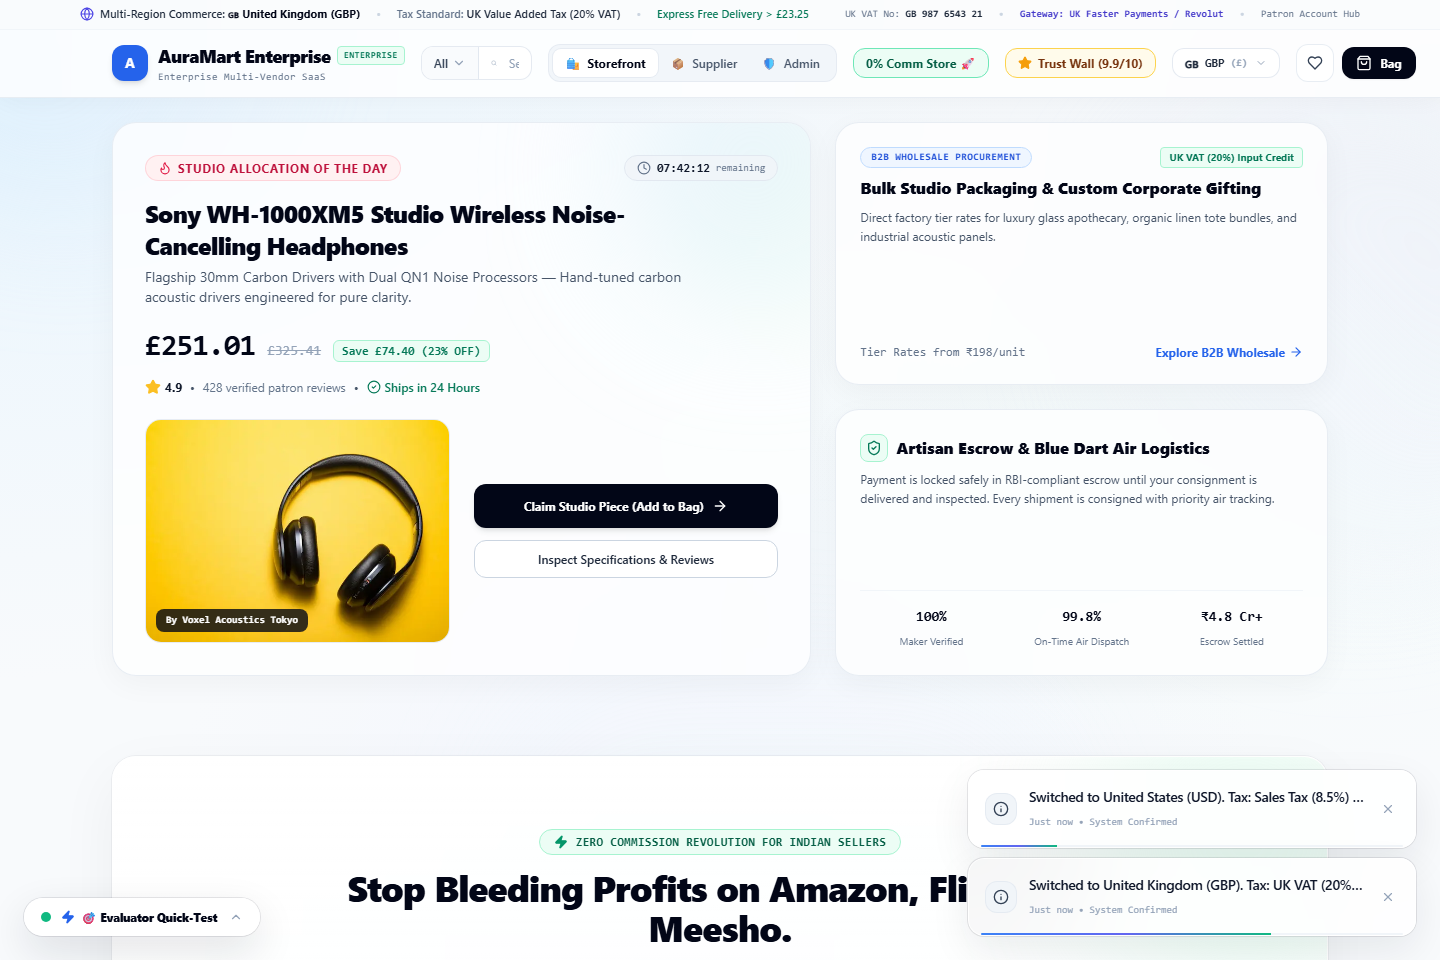 Multi-Region Commerce: GB United Kingdom (GBP) • Tax Standard: UK Value Added Tax (20% VAT) • Express Free Delivery > £23.25 UK VAT No: GB 987 6543 21 • Gateway: UK Faster Payments / Revolut • Patron Account Hub
A AuraMart Enterprise ENTERPRISE
Enterprise Multi-Vendor SaaS
All Se Storefront Supplier Admin 0% Comm Store 🚀 Trust Wall (9.9/10) GB GBP (£) Bag
STUDIO ALLOCATION OF THE DAY
07:42:12 remaining
Sony WH-1000XM5 Studio Wireless Noise-
Cancelling Headphones
Flagship 30mm Carbon Drivers with Dual QN1 Noise Processors — Hand-tuned carbon
acoustic drivers engineered for pure clarity.
£251.01 £325.41 Save £74.40 (23% OFF)
4.9 • 428 verified patron reviews • Ships in 24 Hours
By Voxel Acoustics Tokyo
Claim Studio Piece (Add to Bag) →
Inspect Specifications & Reviews
B2B WHOLESALE PROCUREMENT
UK VAT (20%) Input Credit
Bulk Studio Packaging & Custom Corporate Gifting
Direct factory tier rates for luxury glass apothecary, organic linen tote bundles, and
industrial acoustic panels.
Tier Rates from ₹198/unit
Explore B2B Wholesale →
Artisan Escrow & Blue Dart Air Logistics
Payment is locked safely in RBI-compliant escrow until your consignment is
delivered and inspected. Every shipment is consigned with priority air tracking.
100% 99.8% ₹4.8 Cr+
Maker Verified On-Time Air Dispatch Escrow Settled
ZERO COMMISSION REVOLUTION FOR INDIAN SELLERS
Stop Bleeding Profits on Amazon, Fli
Meesho.
Switched to United States (USD). Tax: Sales Tax (8.5%) ...
Just now • System Confirmed
Switched to United Kingdom (GBP). Tax: UK VAT (20%...
Just now • System Confirmed
Evaluator Quick-Test